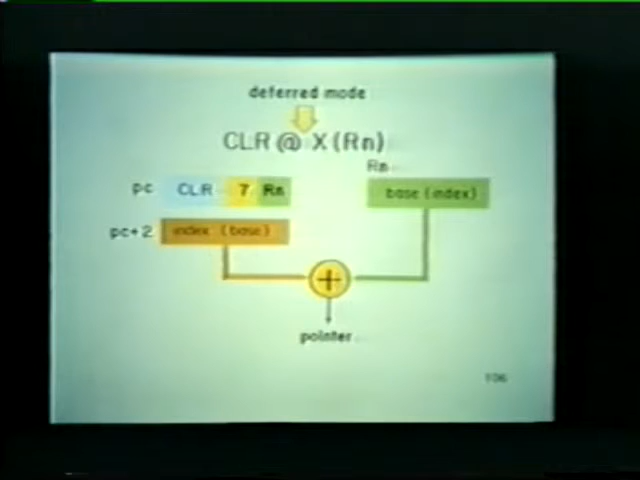 deferred mode
CLR @ X(Rn)
Rn
pc CLR 7 Rn base (index)
pc+2 index (base)
+
pointer
106